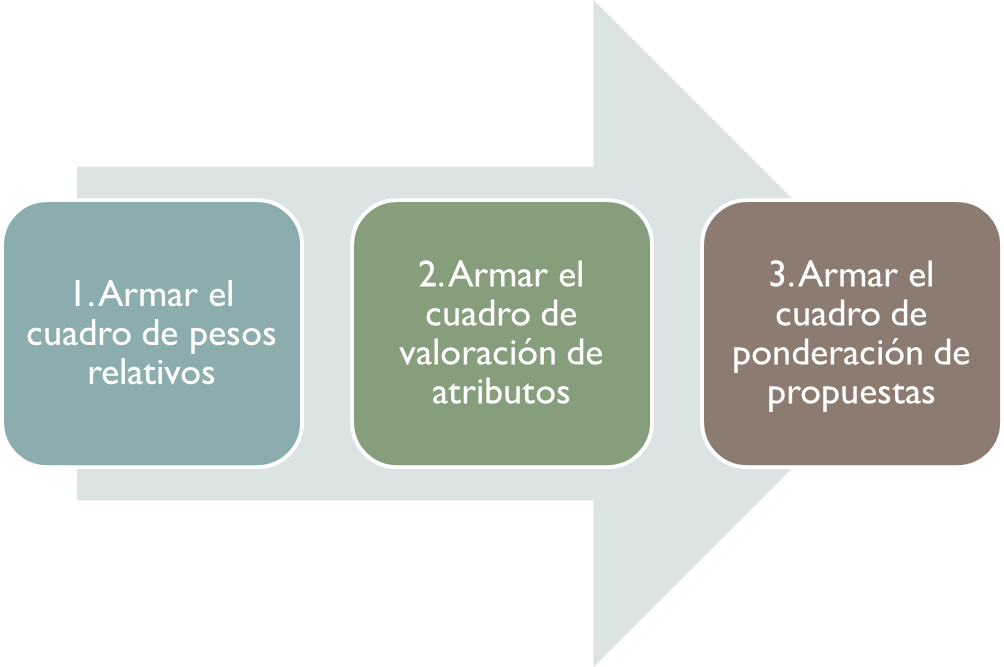 1. Armar el
cuadro de pesos
relativos
2. Armar el
cuadro de
valoración de
atributos
3. Armar el
cuadro de
ponderación de
propuestas